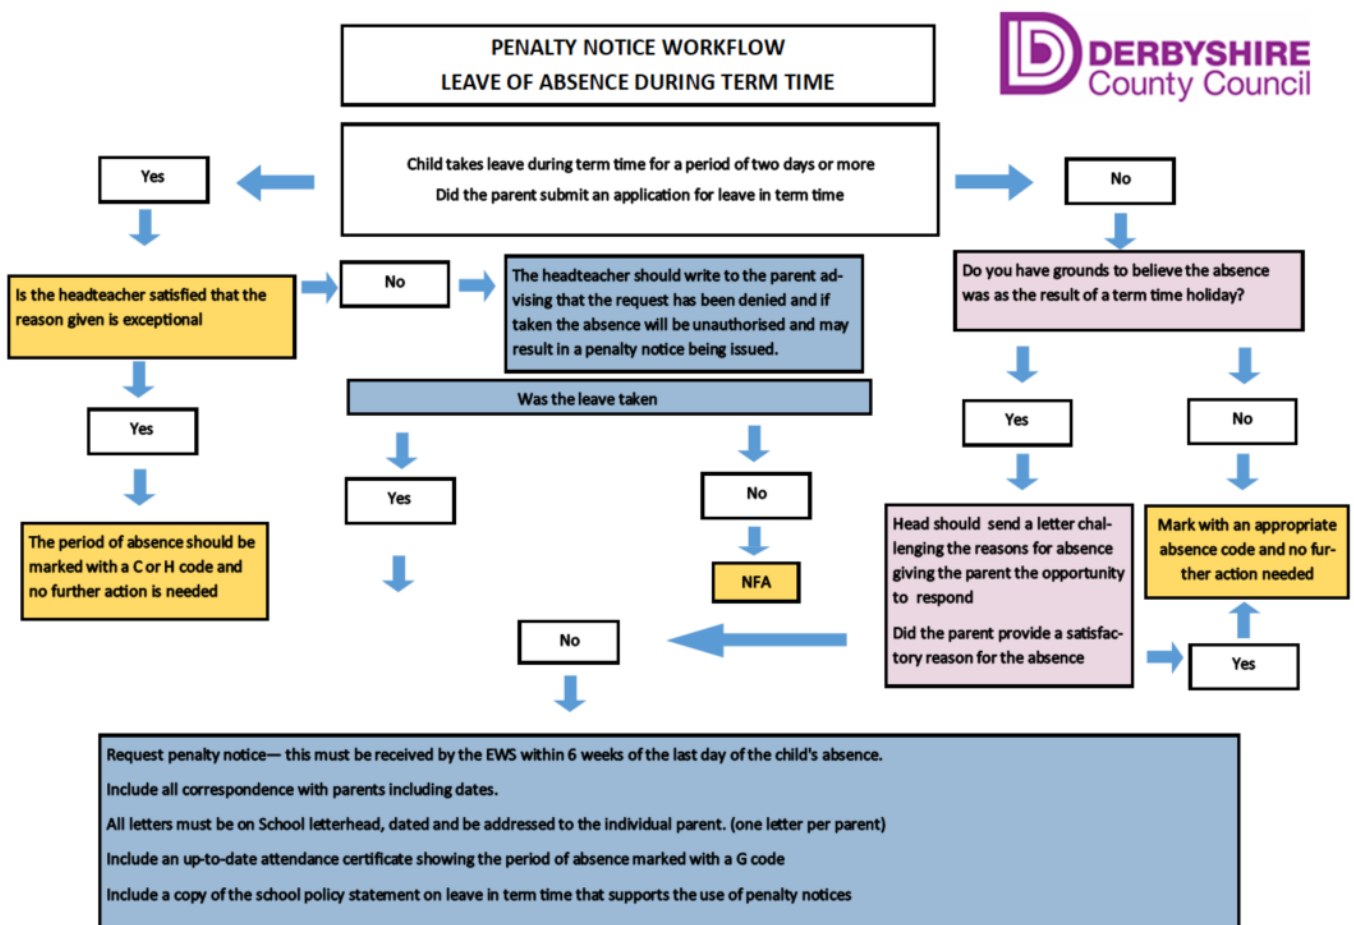 PENALTY NOTICE WORKFLOW
LEAVE OF ABSENCE DURING TERM TIME
DERBYSHIRE
County Council
Child takes leave during term time for a period of two days or more
Did the parent submit an application for leave in term time
Yes
No
Is the headteacher satisfied that the
reason given is exceptional
No
The headteacher should write to the parent ad-
vising that the request has been denied and if
taken the absence will be unauthorised and may
result in a penalty notice being issued.
Do you have grounds to believe the absence
was as the result of a term time holiday?
Was the leave taken
Yes
Yes
No
Yes
No
The period of absence should be
marked with a C or H code and
no further action is needed
NFA
Head should send a letter chal-
lenging the reasons for absence
giving the parent the opportunity
to respond
Did the parent provide a satisfac-
tory reason for the absence
Mark with an appropriate
absence code and no fur-
ther action needed
No
Yes
Request penalty notice— this must be received by the EWS within 6 weeks of the last day of the child's absence.
Include all correspondence with parents including dates.
All letters must be on School letterhead, dated and be addressed to the individual parent. (one letter per parent)
Include an up-to-date attendance certificate showing the period of absence marked with a G code
Include a copy of the school policy statement on leave in term time that supports the use of penalty notices